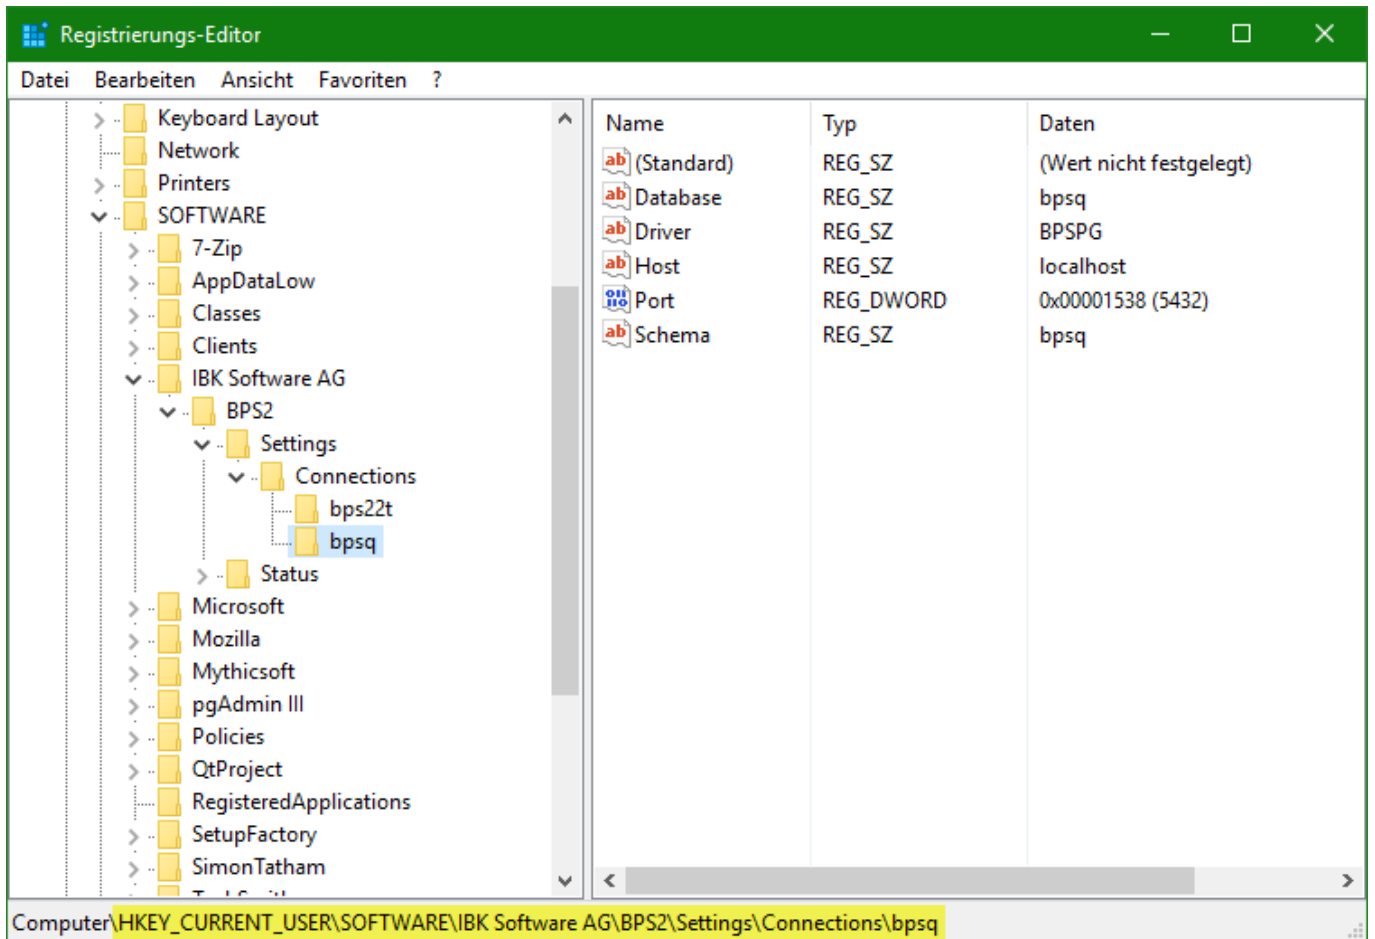 Registrierungs-Editor
Datei Bearbeiten Ansicht Favoriten ?
Keyboard Layout
Network
Printers
SOFTWARE
7-Zip
AppDataLow
Classes
Clients
IBK Software AG
BPS2
Settings
Connections
bps22t
bpsq
Status
Microsoft
Mozilla
Mythicsoft
pgAdmin III
Policies
QtProject
RegisteredApplications
SetupFactory
SimonTatham
Name Typ Daten
(Standard) REG_SZ (Wert nicht festgelegt)
Database REG_SZ bpsq
Driver REG_SZ BPSPG
Host REG_SZ localhost
Port REG_DWORD 0x00001538 (5432)
Schema REG_SZ bpsq
Computer\HKEY_CURRENT_USER\SOFTWARE\IBK Software AG\BPS2\Settings\Connections\bpsq